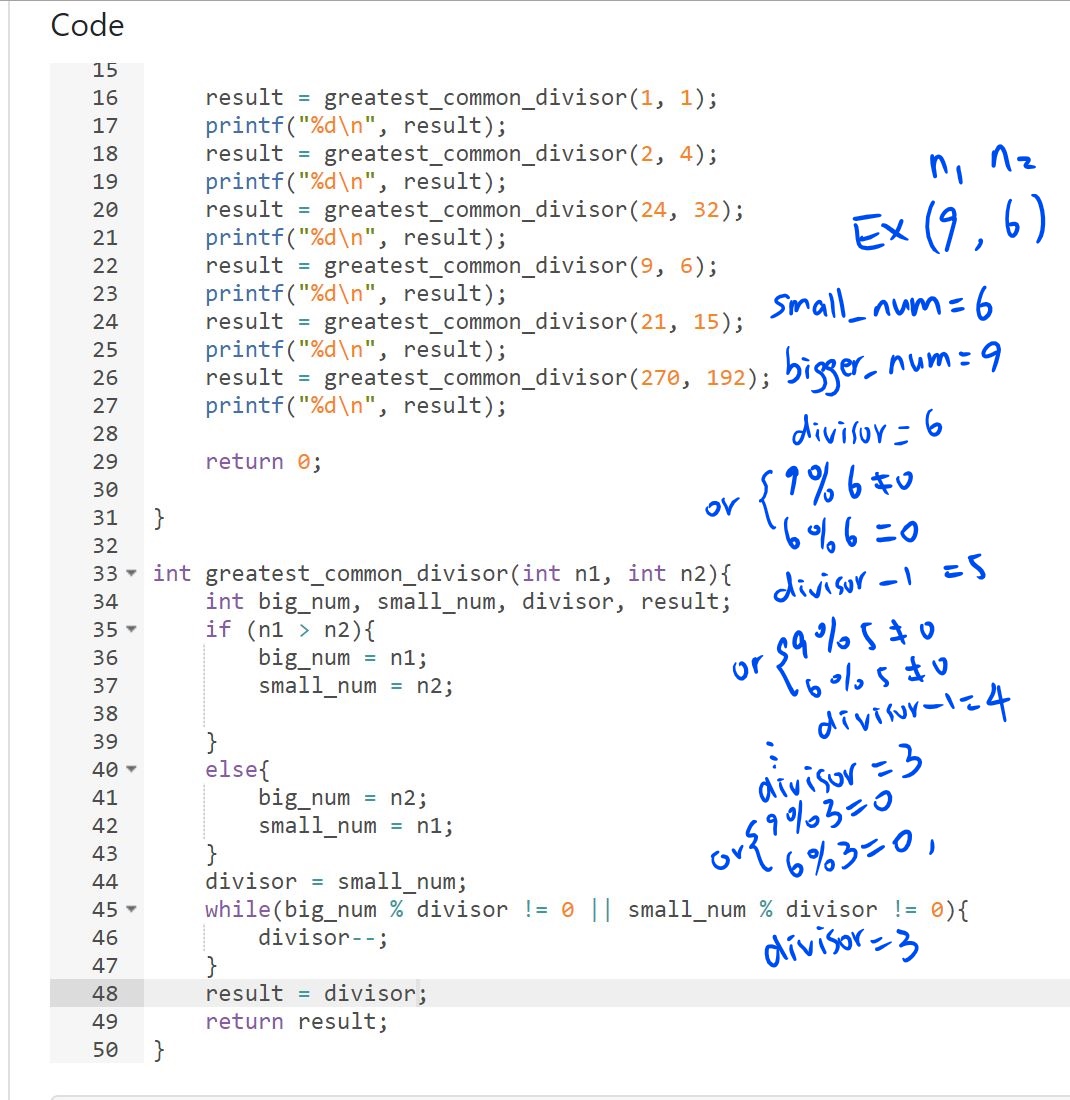 Code
15
16 result = greatest_common_divisor(1, 1);
17 printf("%d\n", result);
18 result = greatest_common_divisor(2, 4);
19 printf("%d\n", result);
20 result = greatest_common_divisor(24, 32);
21 printf("%d\n", result);
22 result = greatest_common_divisor(9, 6);
23 printf("%d\n", result);
24 result = greatest_common_divisor(21, 15);
25 printf("%d\n", result);
26 result = greatest_common_divisor(270, 192);
27 printf("%d\n", result);
28
29 return 0;
30
31 }
32
33 int greatest_common_divisor(int n1, int n2){
34 int big_num, small_num, divisor, result;
35 if (n1 > n2){
36 big_num = n1;
37 small_num = n2;
38
39 }
40 else{
41 big_num = n2;
42 small_num = n1;
43 }
44 divisor = small_num;
45 while(big_num % divisor != 0 || small_num % divisor != 0){
46 divisor--;
47 }
48 result = divisor;
49 return result;
50 }
n1 n2
Ex (9, 6)
small_num = 6
bigger_num = 9
divisor = 6
or { 9 % 6 ≠ 0
6 % 6 = 0
divisor - 1 = 5
or { 9 % 5 ≠ 0
6 % 5 ≠ 0
divisor - 1 = 4
⋮
divisor = 3
or { 9 % 3 = 0
6 % 3 = 0,
divisor = 3